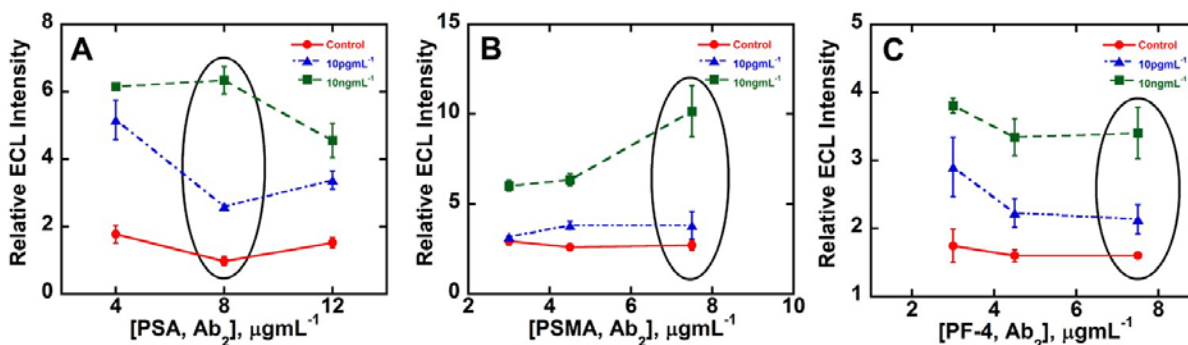 A
Control
10pgmL⁻¹
10ngmL⁻¹
Relative ECL Intensity
8
6
4
2
0
4
8
12
[PSA, Ab₂], μgmL⁻¹
B
Control
10pgmL⁻¹
10ngmL⁻¹
Relative ECL Intensity
15
10
5
0
2
4
6
8
10
[PSMA, Ab₂], μgmL⁻¹
C
Control
10pgmL⁻¹
10ngmL⁻¹
Relative ECL Intensity
5
4
3
2
1
2
4
6
8
[PF-4, Ab₂], μgmL⁻¹